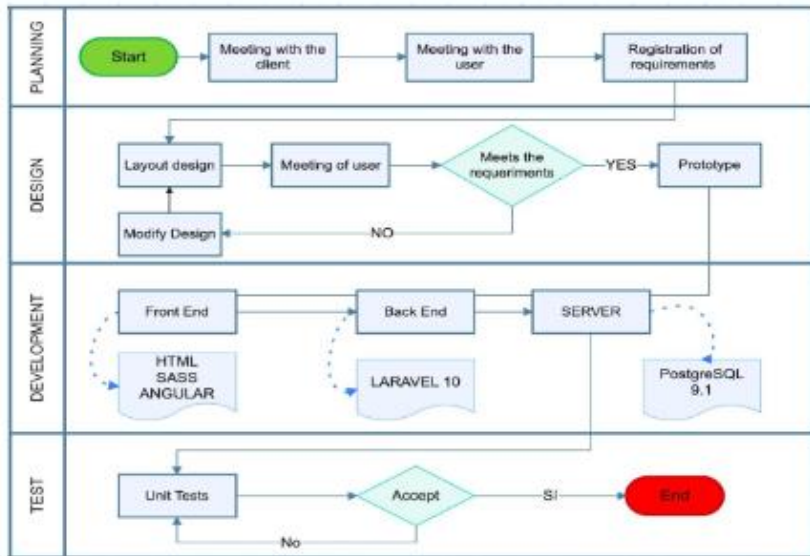 PLANNING
Start
Meeting with the
client
Meeting with the
user
Registration of
requirements
DESIGN
Layout design
Meeting of user
Meets the
requeriments
YES
Prototype
Modify Design
NO
DEVELOPMENT
Front End
Back End
SERVER
HTML
SASS
ANGULAR
LARAVEL 10
PostgreSQL
9.1
TEST
Unit Tests
Accept
SI
End
No